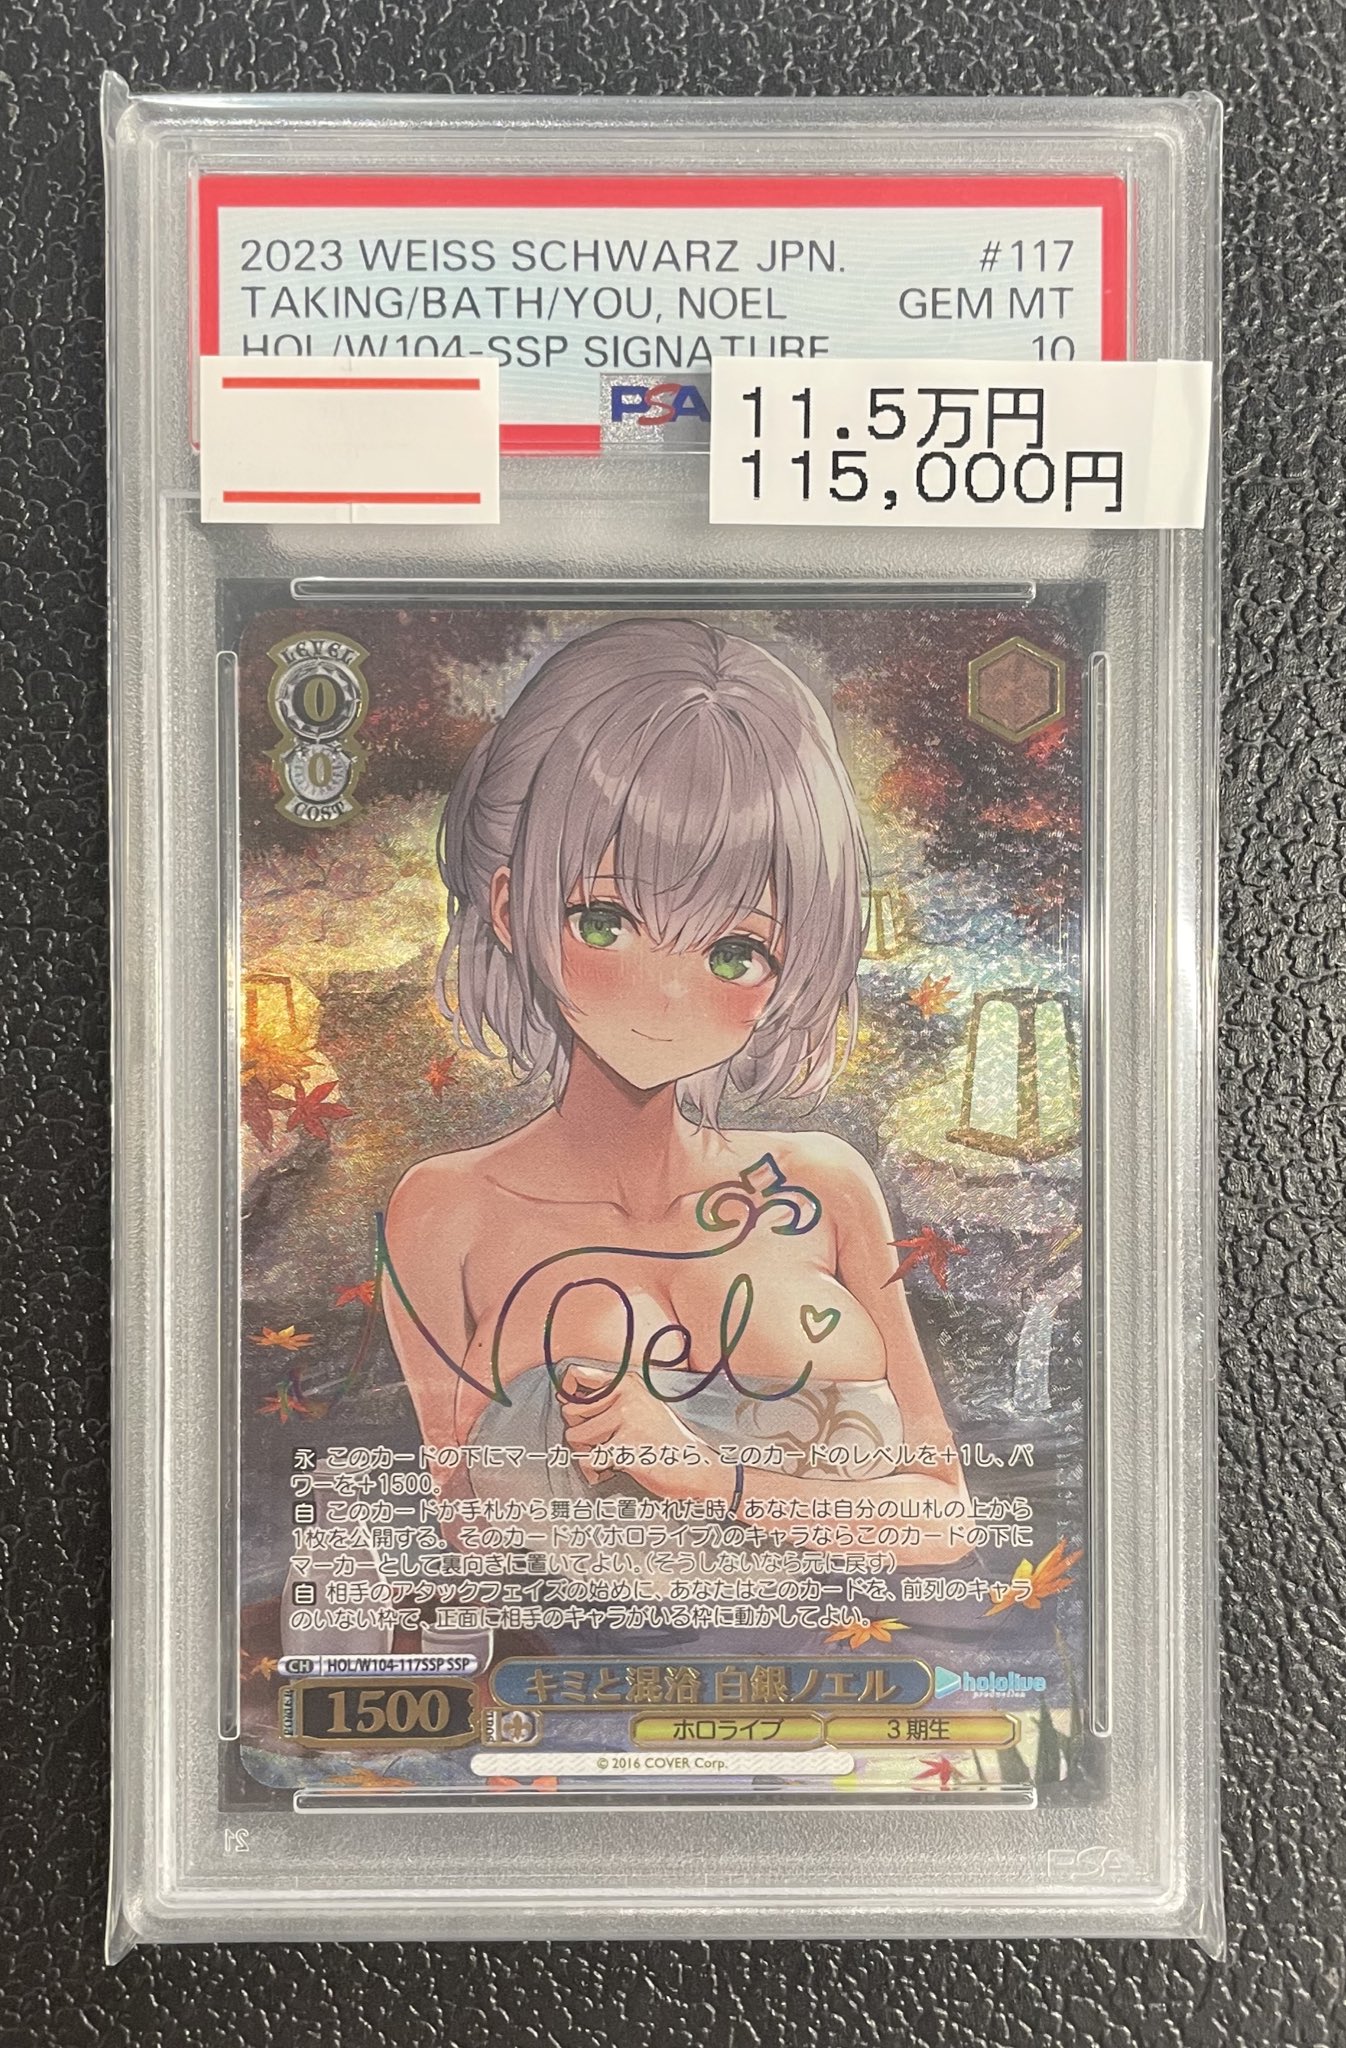 2023 WEISS SCHWARZ JPN. #117
TAKING/BATH/YOU, NOEL GEM MT
HOL/W104-SSP SIGNATURE 10
PSA
11.5万円
115,000円
LEVEL
0
0
COST
Noel
永 このカードの下にマーカーがあるなら、このカードのレベルを+1し、パ
ワーを+1500。
自 このカードが手札から舞台に置かれた時、あなたは自分の山札の上から
1枚を公開する。そのカードが《ホロライブ》のキャラならこのカードの下に
マーカーとして裏向きに置いてよい。(そうしないなら元に戻す)
自 相手のアタックフェイズの始めに、あなたはこのカードを、前列のキャラ
のいない枠で、正面に相手のキャラがいる枠に動かしてよい。
CH HOL/W104-117SSP SSP
キミと混浴 白銀ノエル
hololive
production
POWER
1500
SOUL
ホロライブ
3期生
© 2016 COVER Corp.
21
PSA